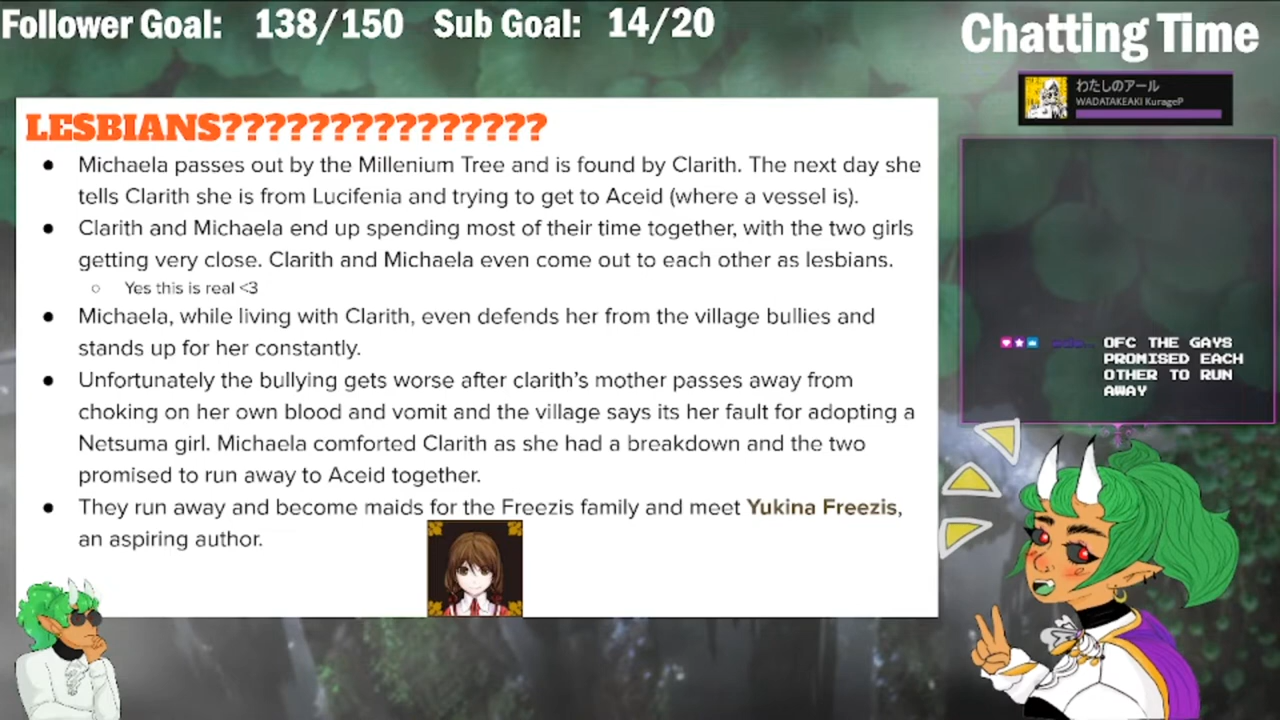 Follower Goal: 138/150 Sub Goal: 14/20
Chatting Time
わたしのアール
WADATAKEAKI KurageP
LESBIANS???????????????
● Michaela passes out by the Millenium Tree and is found by Clarith. The next day she
tells Clarith she is from Lucifenia and trying to get to Aceid (where a vessel is).
● Clarith and Michaela end up spending most of their time together, with the two girls
getting very close. Clarith and Michaela even come out to each other as lesbians.
○ Yes this is real <3
● Michaela, while living with Clarith, even defends her from the village bullies and
stands up for her constantly.
● Unfortunately the bullying gets worse after clarith's mother passes away from
choking on her own blood and vomit and the village says its her fault for adopting a
Netsuma girl. Michaela comforted Clarith as she had a breakdown and the two
promised to run away to Aceid together.
● They run away and become maids for the Freezis family and meet Yukina Freezis,
an aspiring author.
OFC THE GAYS
PROMISED EACH
OTHER TO RUN
AWAY